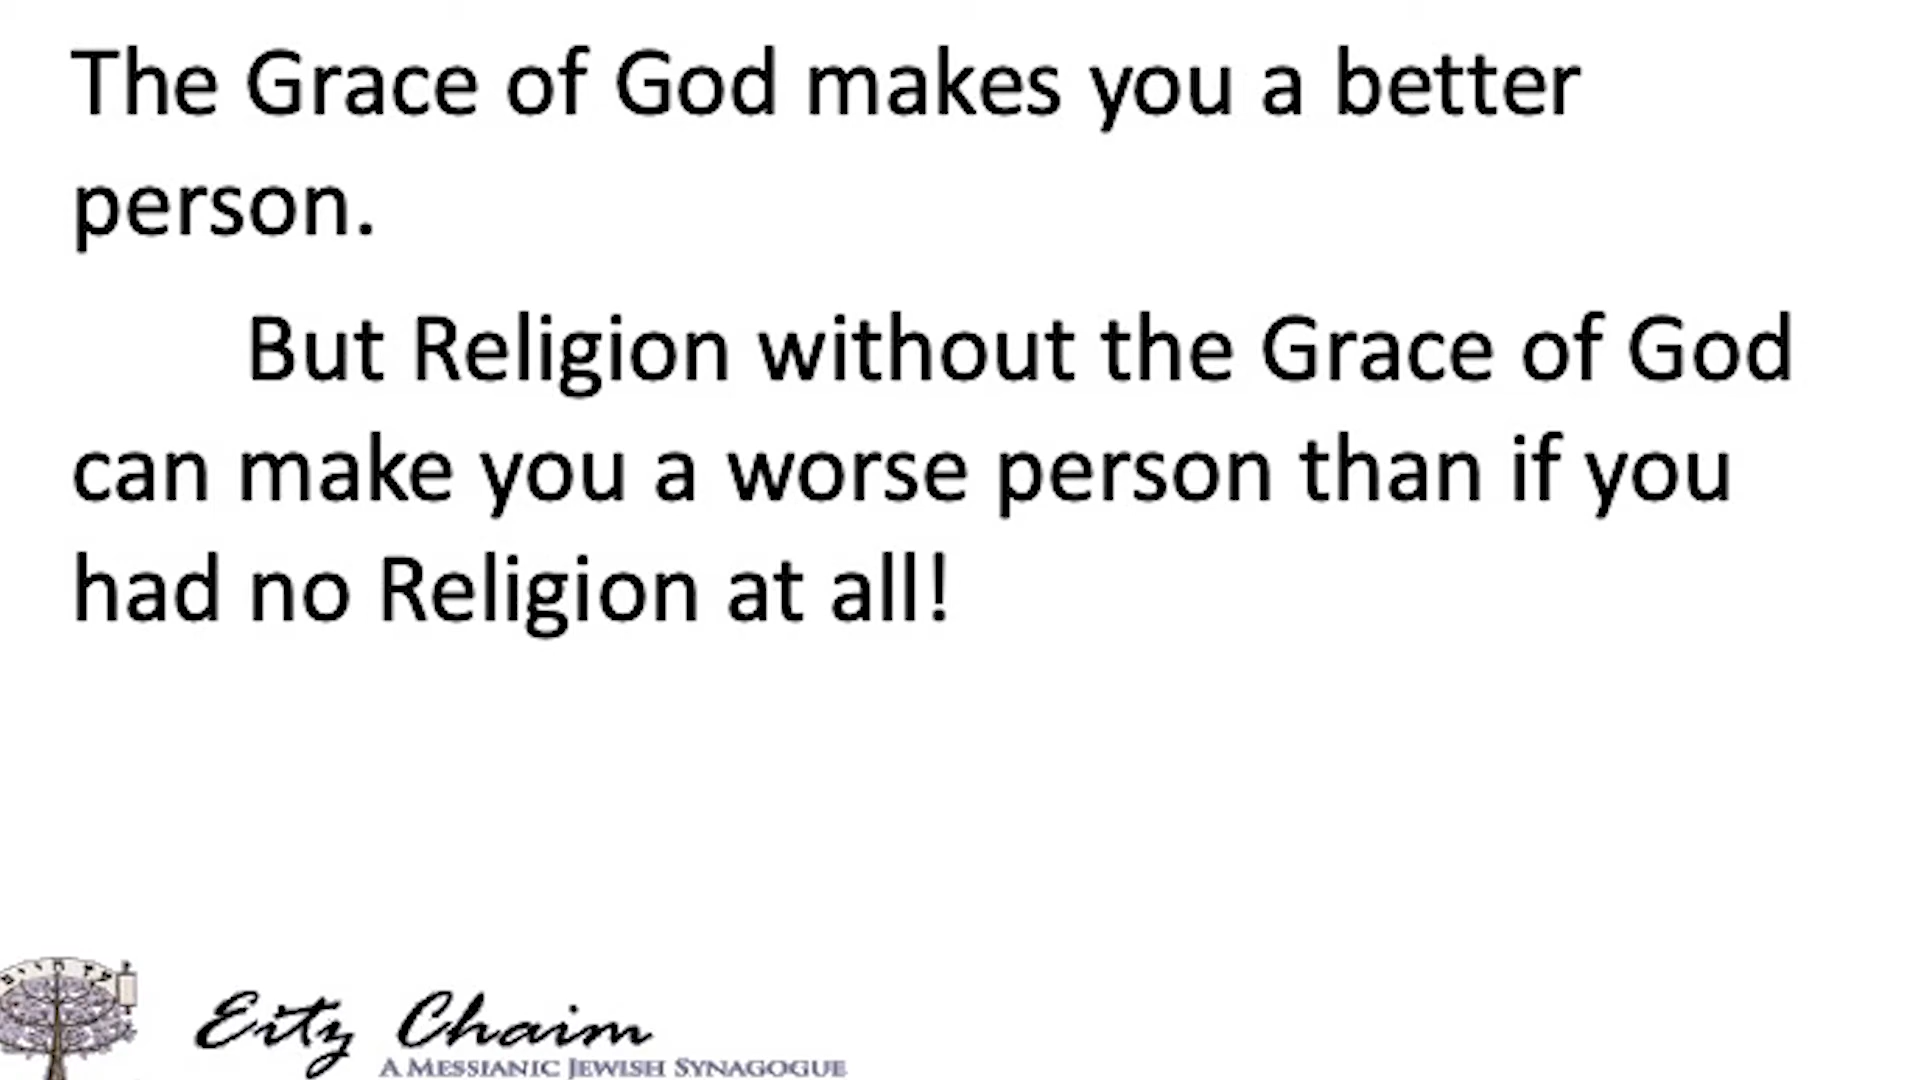 The Grace of God makes you a better
person.
But Religion without the Grace of God
can make you a worse person than if you
had no Religion at all!
Eitz Chaim
A MESSIANIC JEWISH SYNAGOGUE